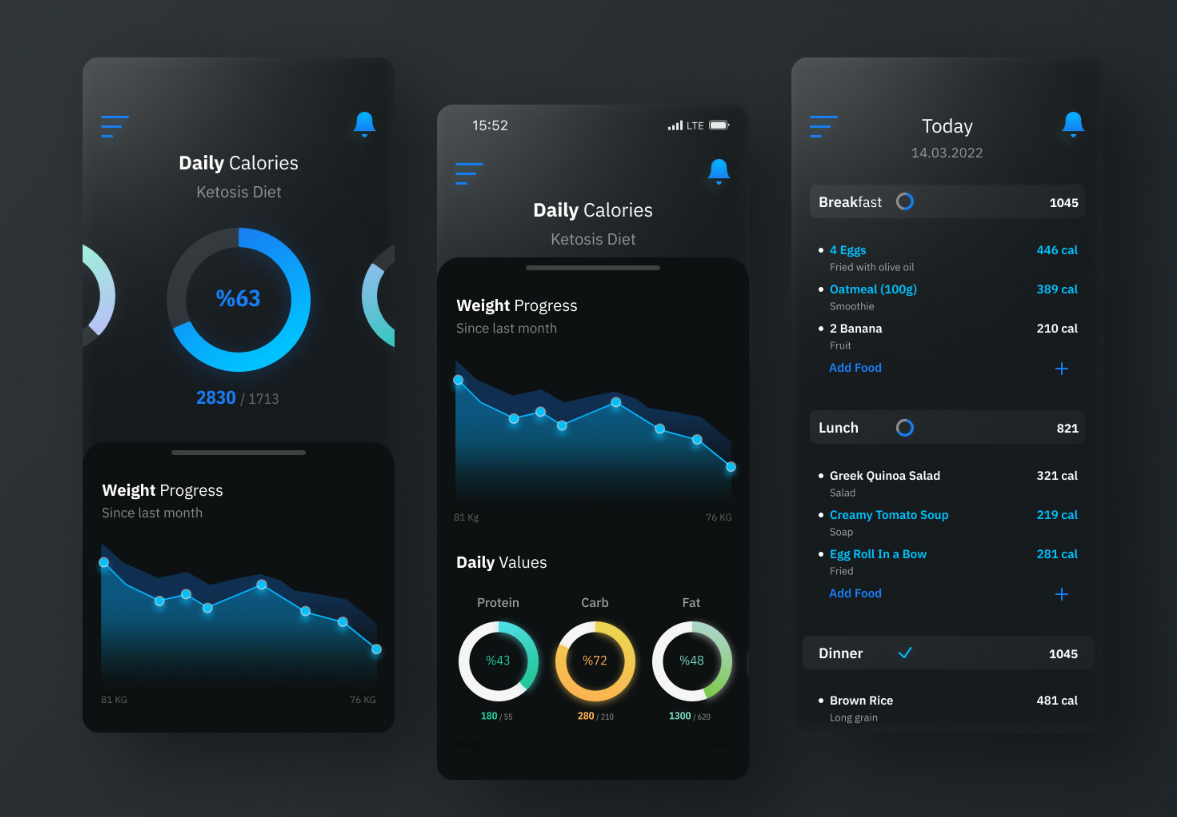 Daily Calories
Ketosis Diet
%63
2830 / 1713
Weight Progress
Since last month
81 KG
76 KG
15:52
LTE
Daily Calories
Ketosis Diet
Weight Progress
Since last month
81 Kg
76 KG
Daily Values
Protein
Carb
Fat
%43
%72
%48
180 / 55
280 / 210
1300 / 620
Today
14.03.2022
Breakfast 1045
4 Eggs 446 cal
Fried with olive oil
Oatmeal (100g) 389 cal
Smoothie
2 Banana 210 cal
Fruit
Add Food +
Lunch 821
Greek Quinoa Salad 321 cal
Salad
Creamy Tomato Soup 219 cal
Soap
Egg Roll In a Bow 281 cal
Fried
Add Food +
Dinner 1045
Brown Rice 481 cal
Long grain